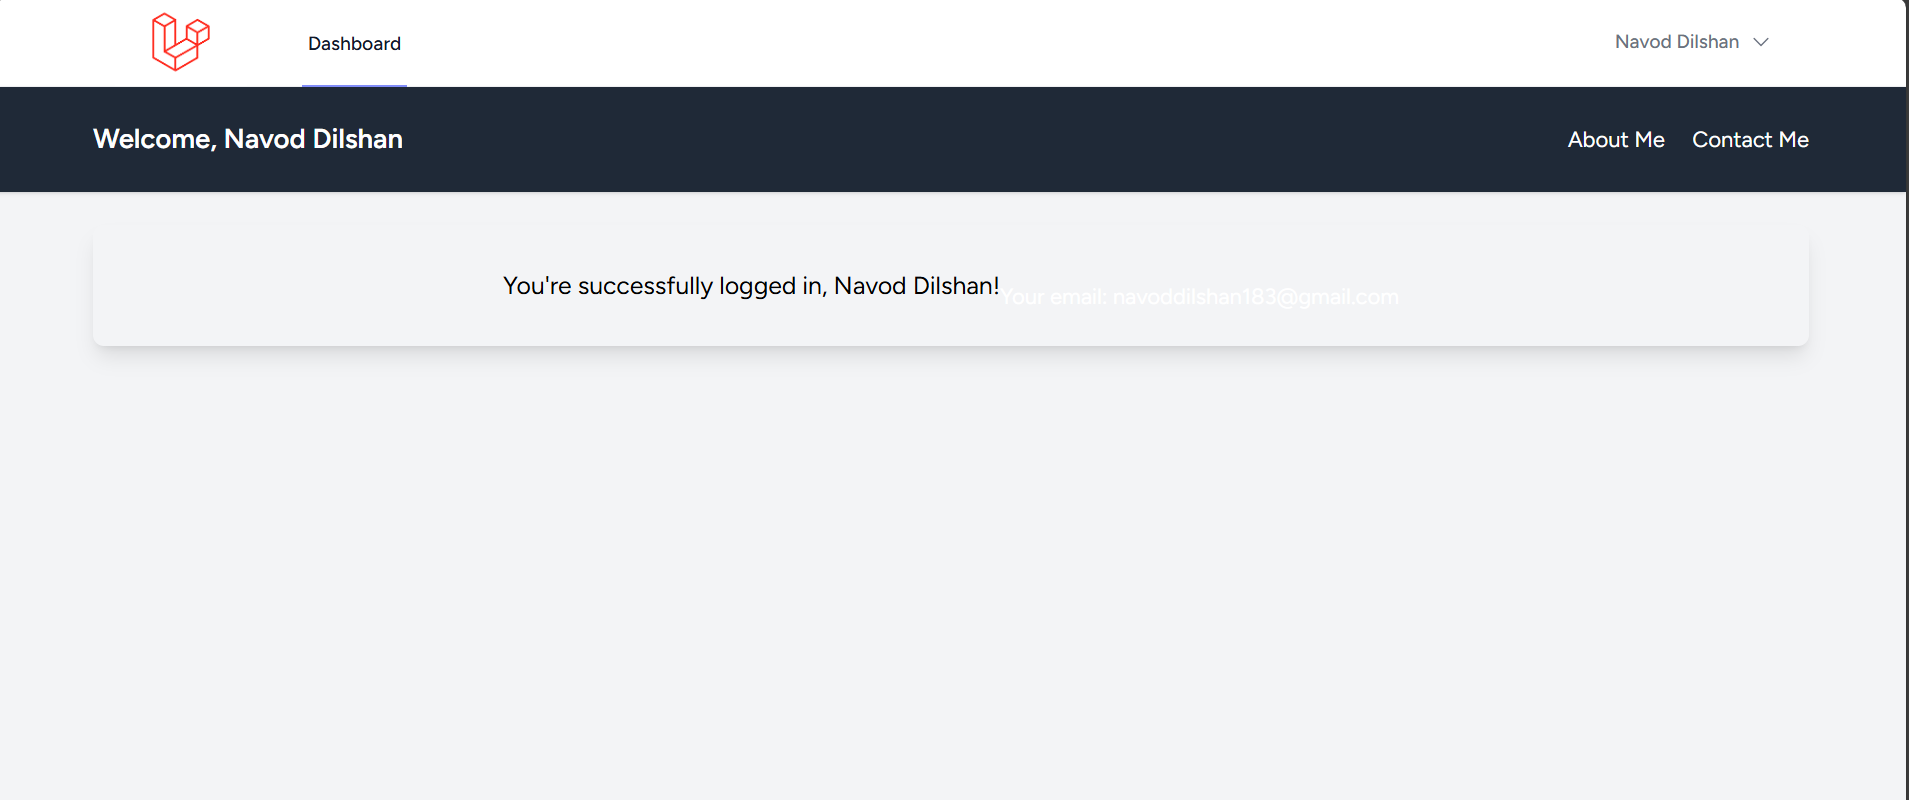 Dashboard
Navod Dilshan
Welcome, Navod Dilshan
About Me
Contact Me
You're successfully logged in, Navod Dilshan!
Your email: navoddilshan183@gmail.com